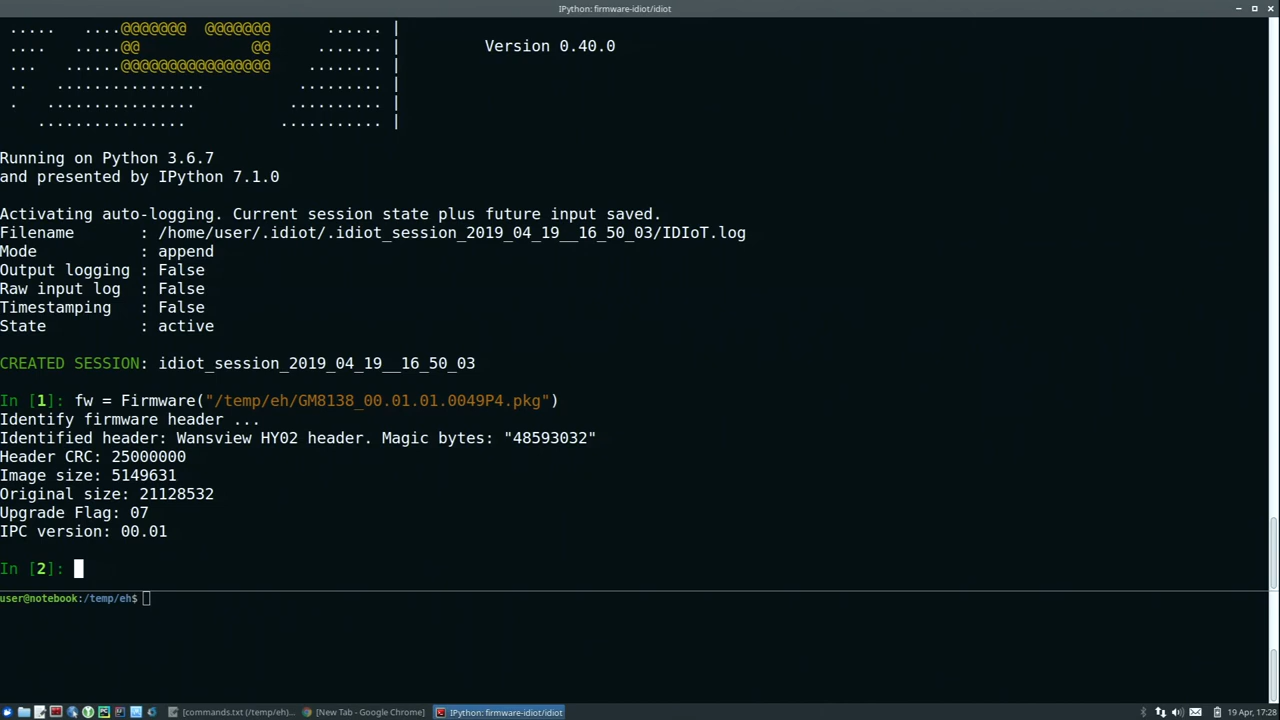 IPython: firmware-idiot/idiot
..... ....@@@@@@@ @@@@@@@ ...... |
.... .....@@ @@ ....... | Version 0.40.0
... ......@@@@@@@@@@@@@@@@ ........ |
.. ................ ......... |
. ................ .......... |
................ ........... |
Running on Python 3.6.7
and presented by IPython 7.1.0
Activating auto-logging. Current session state plus future input saved.
Filename : /home/user/.idiot/.idiot_session_2019_04_19__16_50_03/IDIoT.log
Mode : append
Output logging : False
Raw input log : False
Timestamping : False
State : active
CREATED SESSION: idiot_session_2019_04_19__16_50_03
In [1]: fw = Firmware("/temp/eh/GM8138_00.01.01.0049P4.pkg")
Identify firmware header ...
Identified header: Wansview HY02 header. Magic bytes: "48593032"
Header CRC: 25000000
Image size: 5149631
Original size: 21128532
Upgrade Flag: 07
IPC version: 00.01
In [2]:
user@notebook:/temp/eh$
[commands.txt (/temp/eh)... [New Tab - Google Chrome] IPython: firmware-idiot/idiot 19 Apr, 17:28